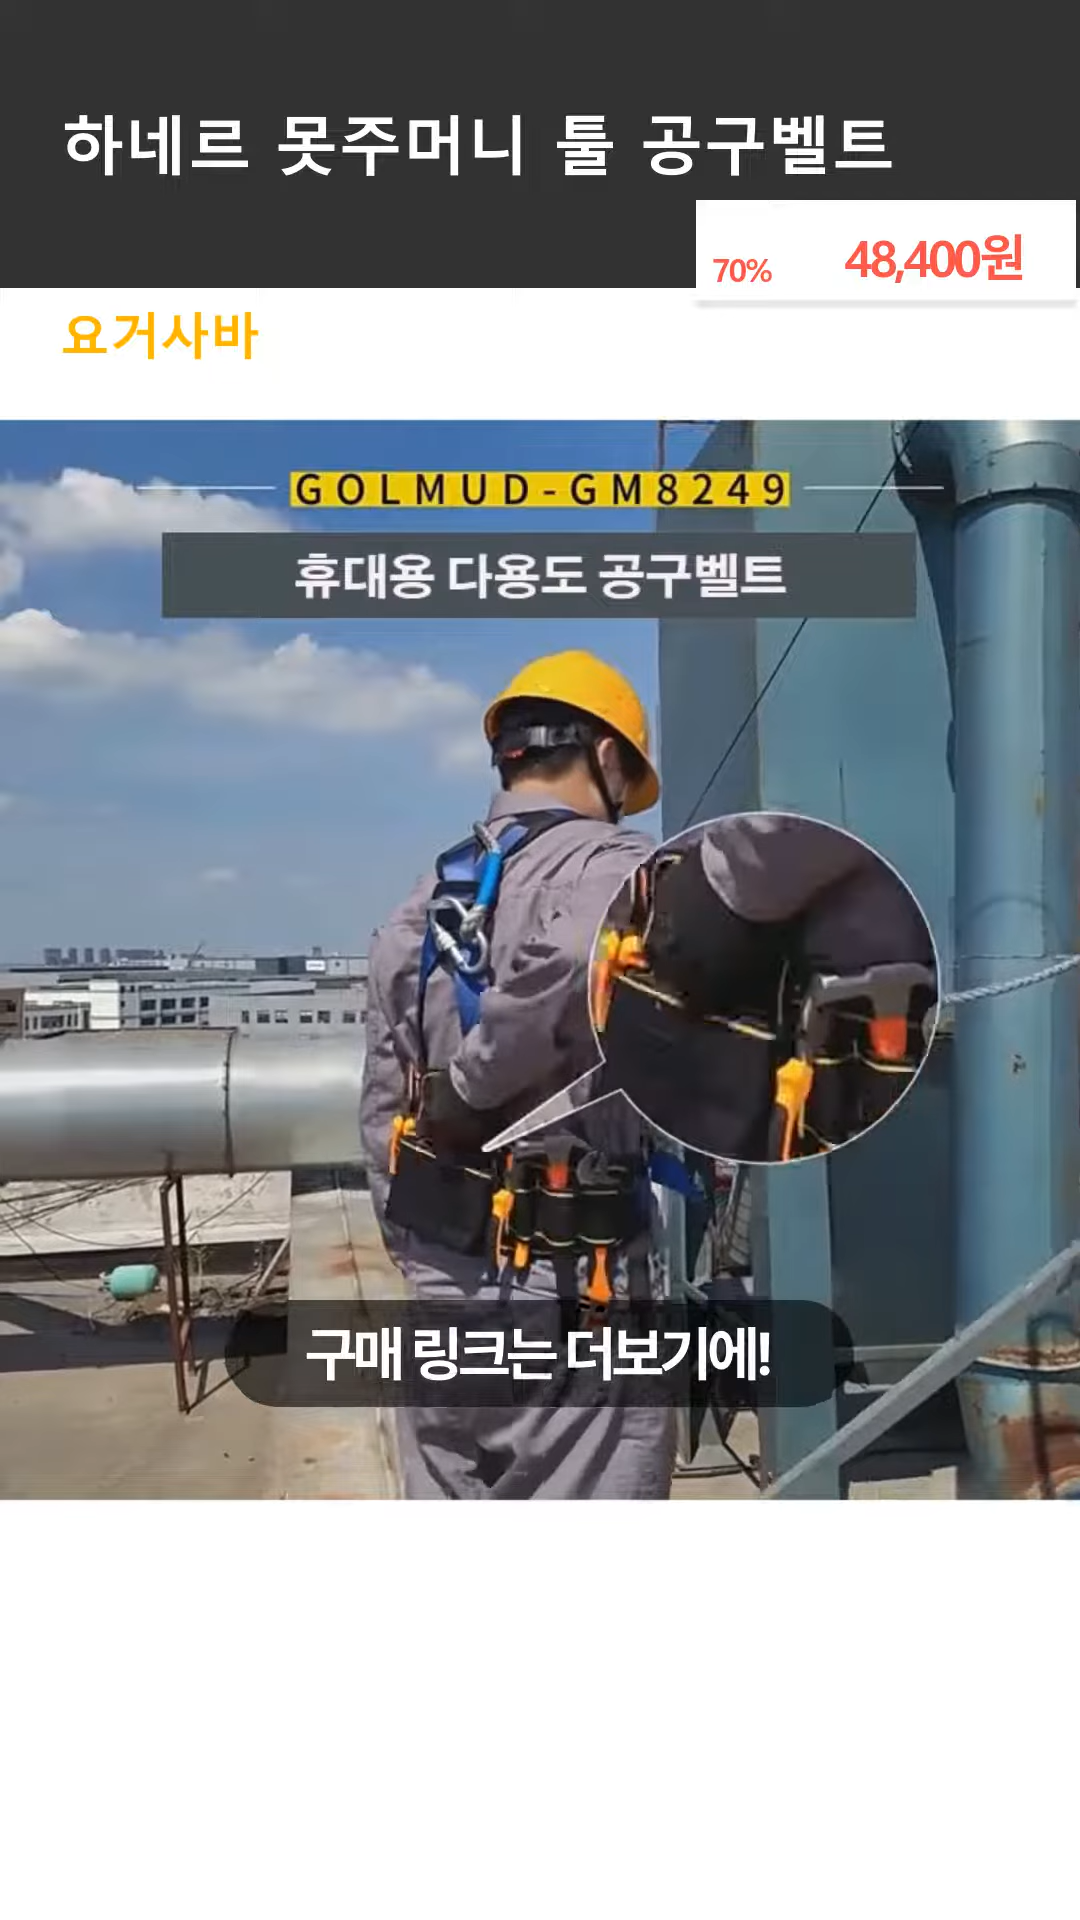 하네르 못주머니 툴 공구벨트
70% 48,400원
요거사바
GOLMUD-GM8249
휴대용 다용도 공구벨트
구매 링크는 더보기에!